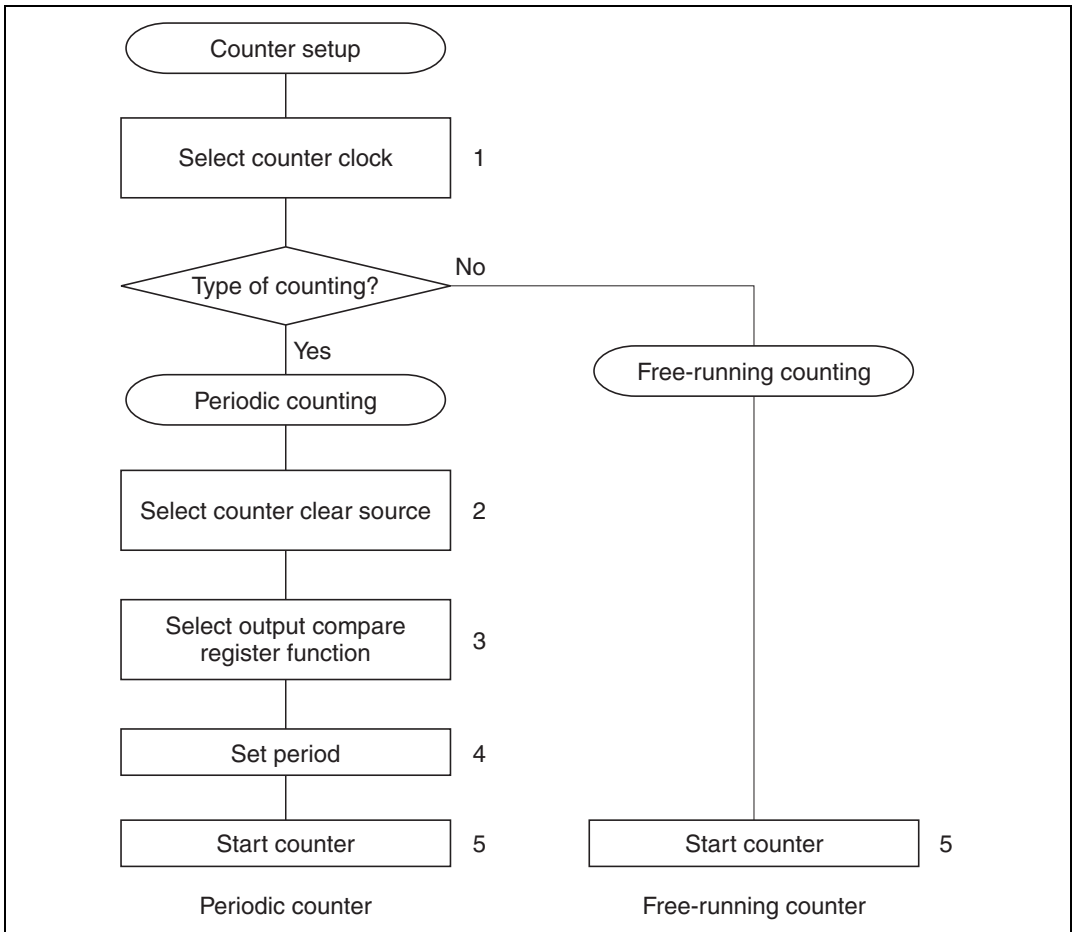 Counter setup
Select counter clock
1
Type of counting?
No
Yes
Free-running counting
Periodic counting
Select counter clear source
2
Select output compare
register function
3
Set period
4
Start counter
5
Start counter
5
Periodic counter
Free-running counter